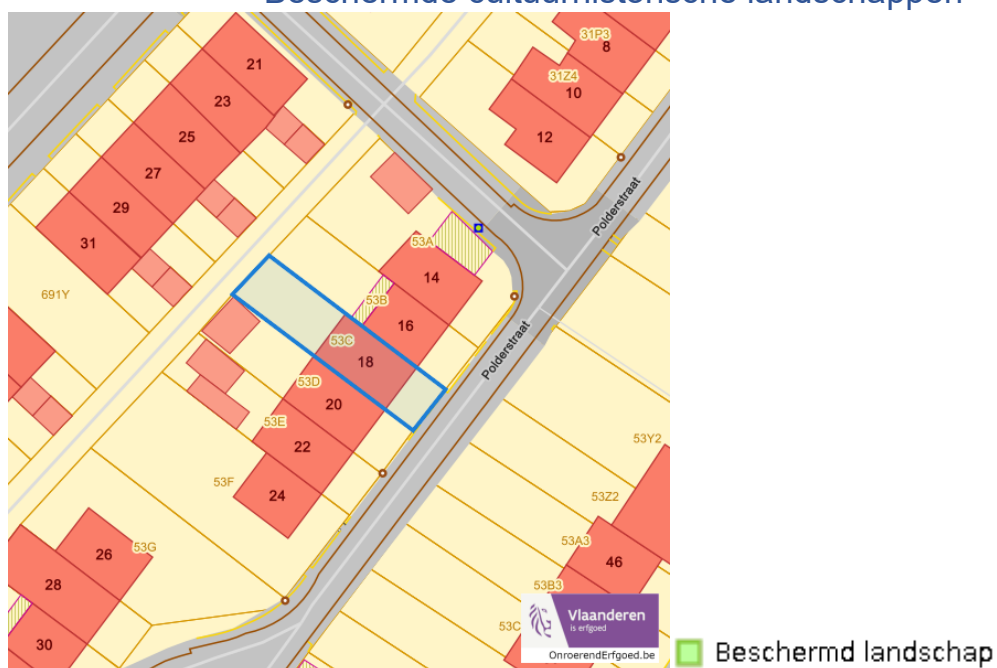 Beschermde cultuurhistorische landschappen
31P3
8
21
31Z4
10
23
25
12
27
29
31
Polderstraat
53A
14
691Y
53B
16
53C
18
Polderstraat
53D
20
53E
22
53Y2
53F
24
53Z2
53A3
46
26
53G
53B3
28
53C
30
Vlaanderen
is erfgoed
OnroerendErfgoed.be
Beschermd landschap